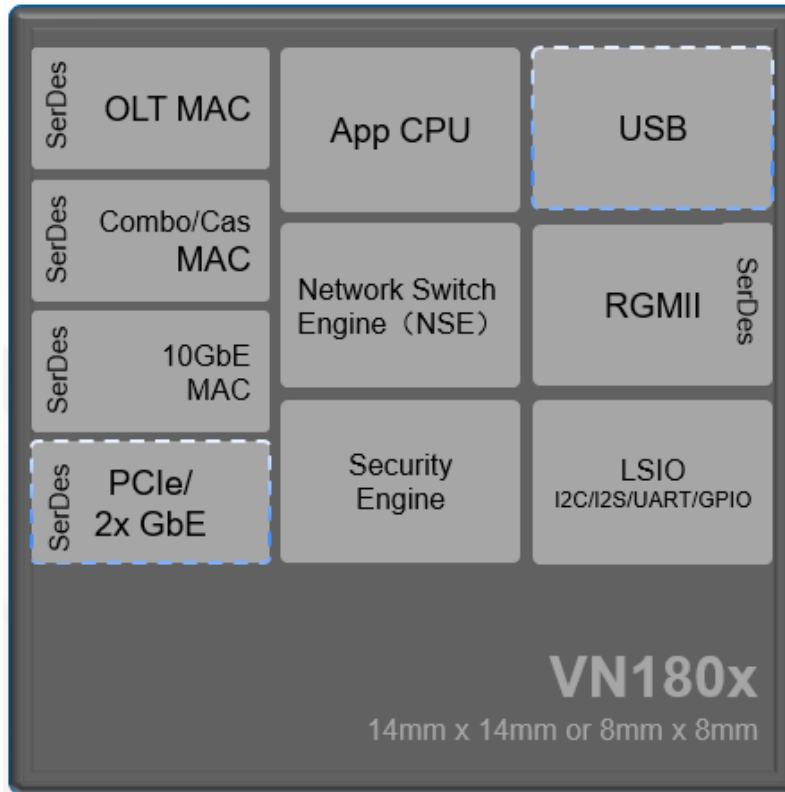 SerDes
OLT MAC
App CPU
USB
SerDes
Combo/Cas
MAC
Network Switch
Engine（NSE）
RGMII
SerDes
SerDes
10GbE
MAC
SerDes
PCIe/
2x GbE
Security
Engine
LSIO
I2C/I2S/UART/GPIO
VN180x
14mm x 14mm or 8mm x 8mm